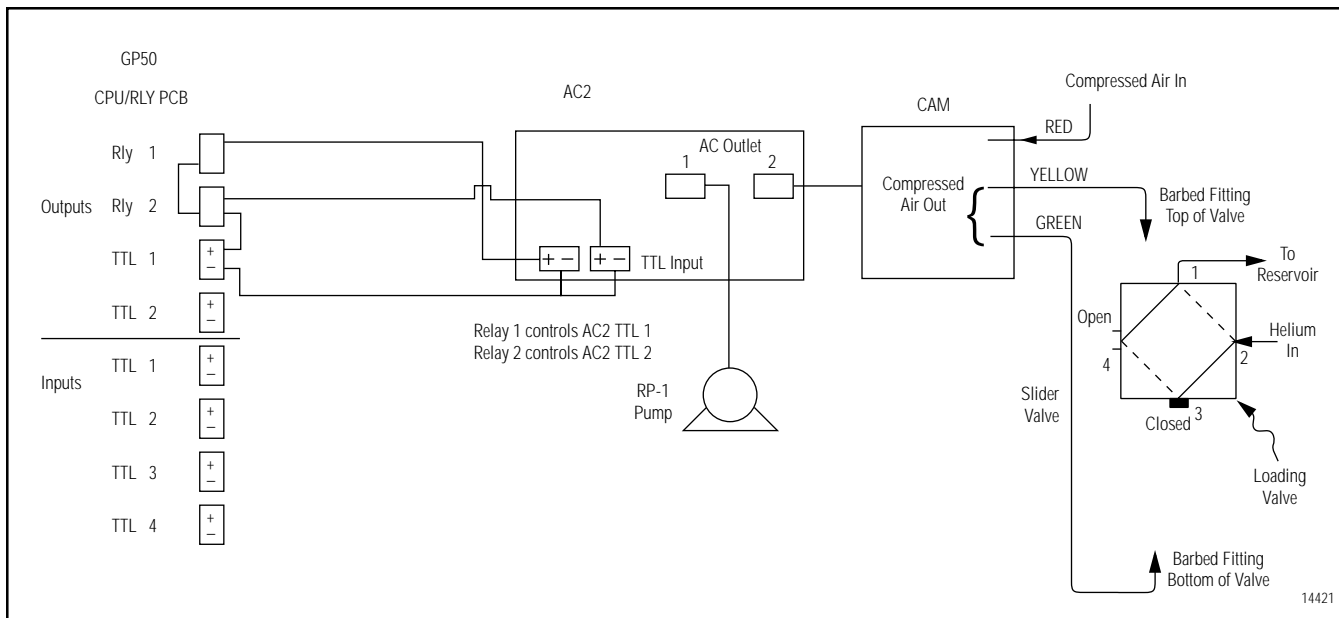 GP50
CPU/RLY PCB
Rly 1
Outputs Rly 2
TTL 1
+
−
TTL 2
+
−
Inputs
TTL 1
+
−
TTL 2
+
−
TTL 3
+
−
TTL 4
+
−
AC2
AC Outlet
1 2
+ − + − TTL Input
Relay 1 controls AC2 TTL 1
Relay 2 controls AC2 TTL 2
RP-1
Pump
CAM
Compressed
Air Out
{
Compressed Air In
RED
YELLOW
GREEN
Barbed Fitting
Top of Valve
To
Reservoir
1
Open
4
Helium
In
2
3
Closed
Slider
Valve
Loading
Valve
Barbed Fitting
Bottom of Valve
14421